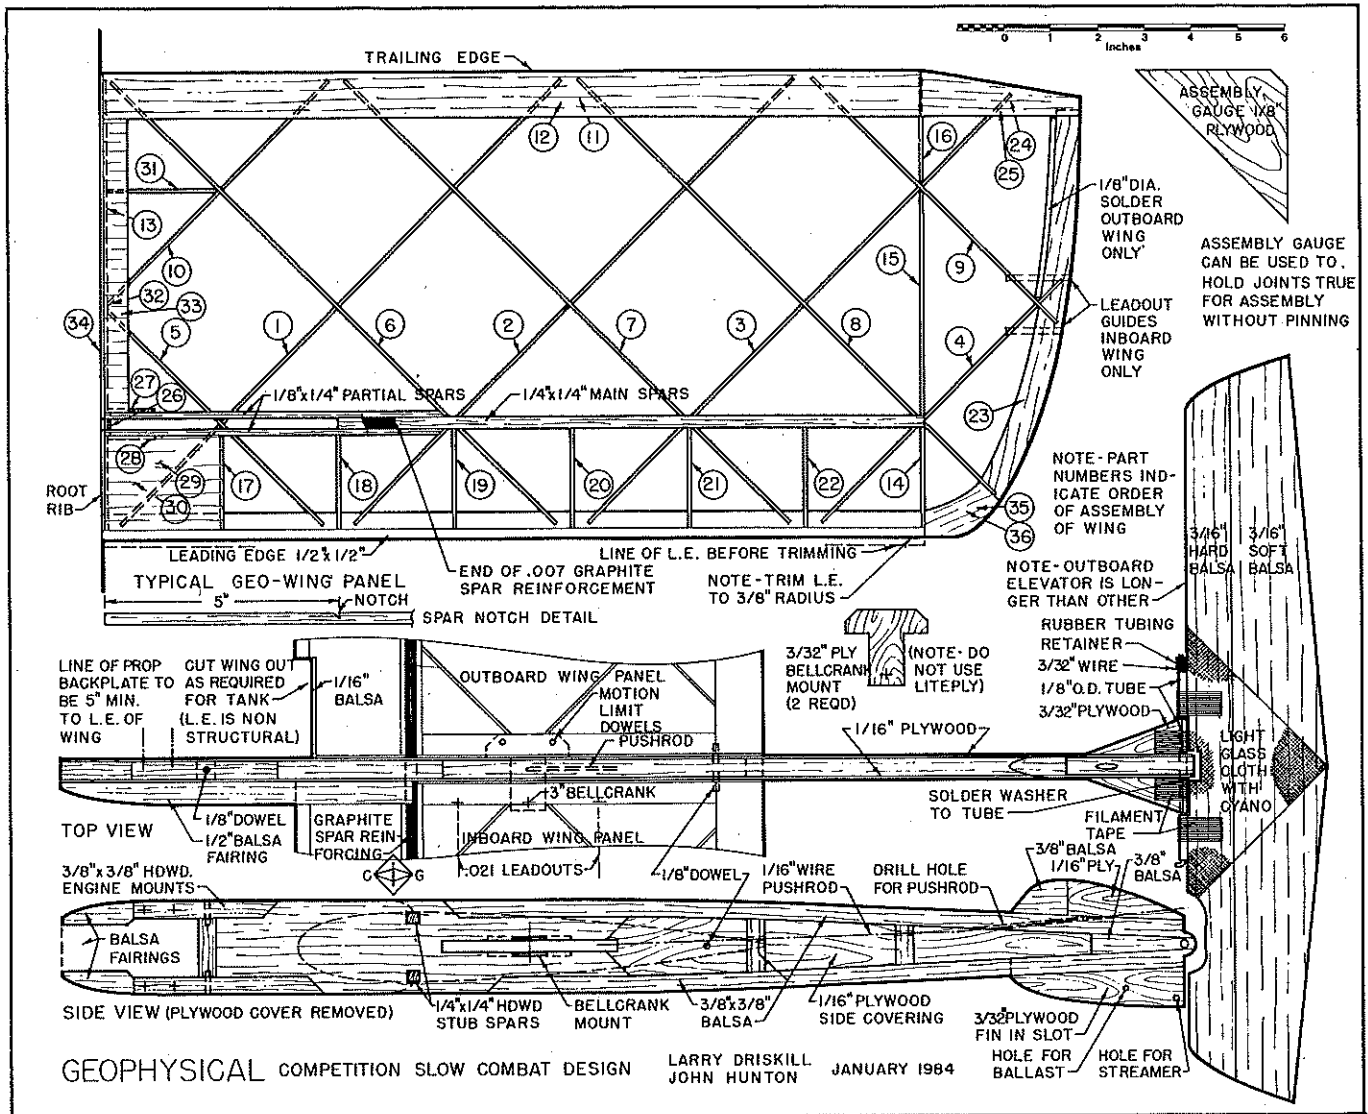 0 1 2 3 4 5 6
Inches
TRAILING EDGE
ASSEMBLY
GAUGE 1/8"
PLYWOOD
12
11
16
24
25
31
13
10
32
33
34
5
1
6
2
7
3
8
15
9
4
23
27
26
1/8"x1/4" PARTIAL SPARS
1/4"x1/4" MAIN SPARS
28
29
30
17
18
19
20
21
22
14
35
36
1/8" DIA.
SOLDER
OUTBOARD
WING
ONLY
LEADOUT
GUIDES
INBOARD
WING
ONLY
ASSEMBLY GAUGE
CAN BE USED TO
HOLD JOINTS TRUE
FOR ASSEMBLY
WITHOUT PINNING
ROOT
RIB
LEADING EDGE 1/2"x1/2"
LINE OF L.E. BEFORE TRIMMING
END OF .007 GRAPHITE
SPAR REINFORCEMENT
NOTE-TRIM L.E.
TO 3/8" RADIUS
TYPICAL GEO-WING PANEL
5"
NOTCH
SPAR NOTCH DETAIL
NOTE-PART
NUMBERS IND-
ICATE ORDER
OF ASSEMBLY
OF WING
3/16"
HARD
BALSA
3/16"
SOFT
BALSA
NOTE-OUTBOARD
ELEVATOR IS LON-
GER THAN OTHER
RUBBER TUBING
RETAINER
3/32" WIRE
1/8" O.D. TUBE
3/32" PLYWOOD
LIGHT
GLASS
CLOTH
WITH
CYANO
3/32" PLY
BELLCRANK
MOUNT
(2 REQD)
(NOTE-DO
NOT USE
LITEPLY)
LINE OF PROP
BACKPLATE TO
BE 5" MIN.
TO L.E. OF
WING
CUT WING OUT
AS REQUIRED
FOR TANK
(L.E. IS NON
STRUCTURAL)
1/16"
BALSA
OUTBOARD WING PANEL
MOTION
LIMIT
DOWELS
PUSHROD
1/16" PLYWOOD
3" BELLCRANK
INBOARD WING PANEL
.021 LEADOUTS
TOP VIEW
1/8" DOWEL
1/2" BALSA
FAIRING
GRAPHITE
SPAR REIN-
FORCING
C G
SOLDER WASHER
TO TUBE
FILAMENT
TAPE
3/8"x3/8" HDWD.
ENGINE MOUNTS
1/8" DOWEL
1/16" WIRE
PUSHROD
DRILL HOLE
FOR PUSHROD
3/8" BALSA
1/16" PLY
3/8"
BALSA
BALSA
FAIRINGS
SIDE VIEW (PLYWOOD COVER REMOVED)
1/4"x1/4" HDWD
STUB SPARS
BELLCRANK
MOUNT
3/8"x3/8"
BALSA
1/16" PLYWOOD
SIDE COVERING
3/32" PLYWOOD
FIN IN SLOT
HOLE FOR
BALLAST
HOLE FOR
STREAMER
GEOPHYSICAL COMPETITION SLOW COMBAT DESIGN
LARRY DRISKILL
JOHN HUNTON
JANUARY 1984